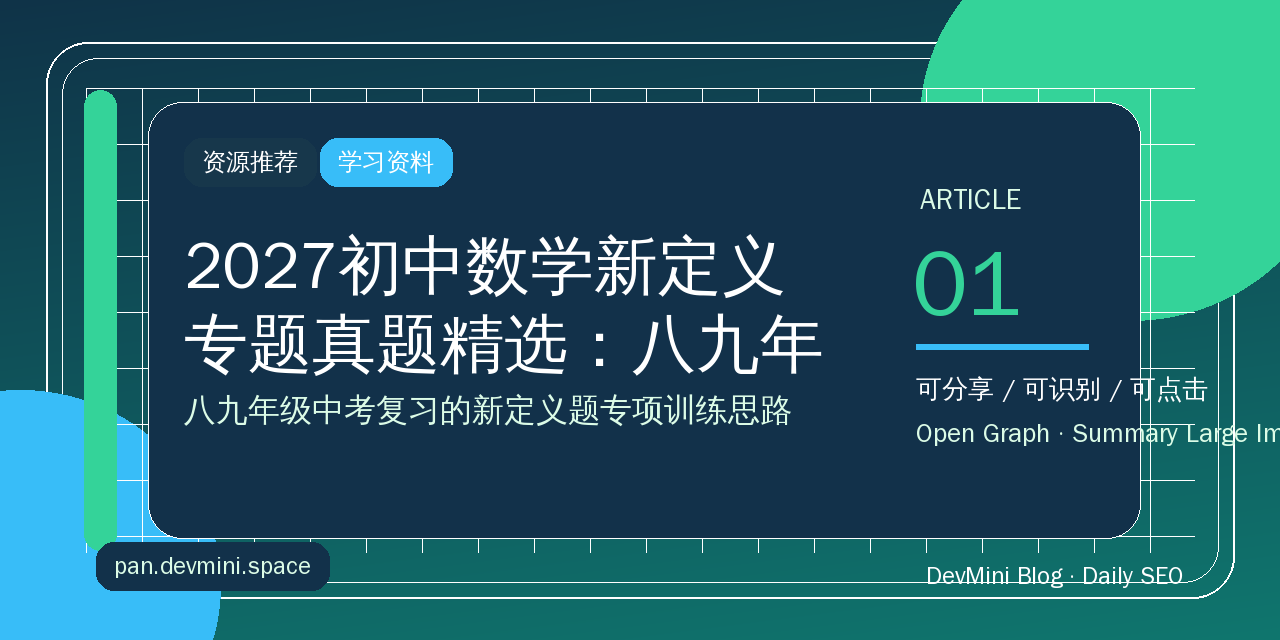 资源推荐
学习资料
2027初中数学新定义
专题真题精选：八九年
八九年级中考复习的新定义题专项训练思路
ARTICLE
01
可分享 / 可识别 / 可点击
Open Graph · Summary Large Im
pan.devmini.space
DevMini Blog · Daily SEO